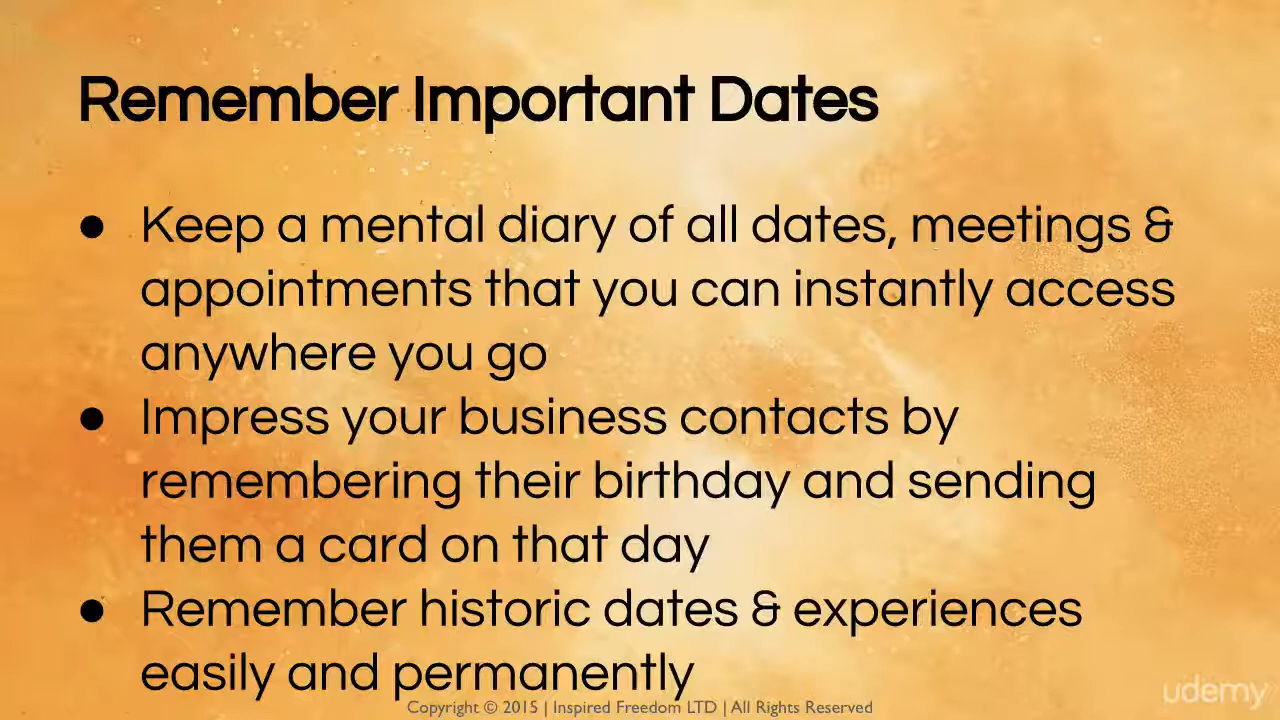 Remember Important Dates
● Keep a mental diary of all dates, meetings &
appointments that you can instantly access
anywhere you go
● Impress your business contacts by
remembering their birthday and sending
them a card on that day
● Remember historic dates & experiences
easily and permanently
Copyright © 2015 | Inspired Freedom LTD | All Rights Reserved
udemy